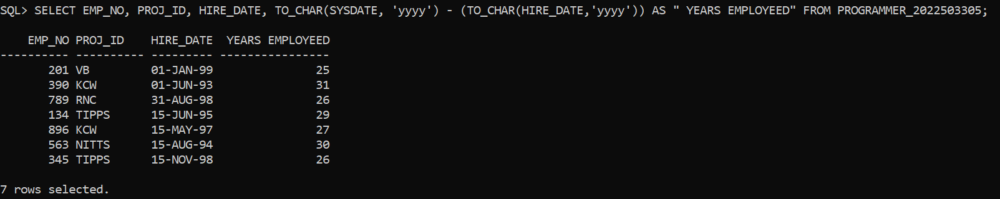 SQL> SELECT EMP_NO, PROJ_ID, HIRE_DATE, TO_CHAR(SYSDATE, 'yyyy') - (TO_CHAR(HIRE_DATE,'yyyy')) AS " YEARS EMPLOYEED" FROM PROGRAMMER_2022503305;
EMP_NO PROJ_ID HIRE_DATE YEARS EMPLOYEED
---------- ---------- --------- ----------------
201 VB 01-JAN-99 25
390 KCW 01-JUN-93 31
789 RNC 31-AUG-98 26
134 TIPPS 15-JUN-95 29
896 KCW 15-MAY-97 27
563 NITTS 15-AUG-94 30
345 TIPPS 15-NOV-98 26
7 rows selected.